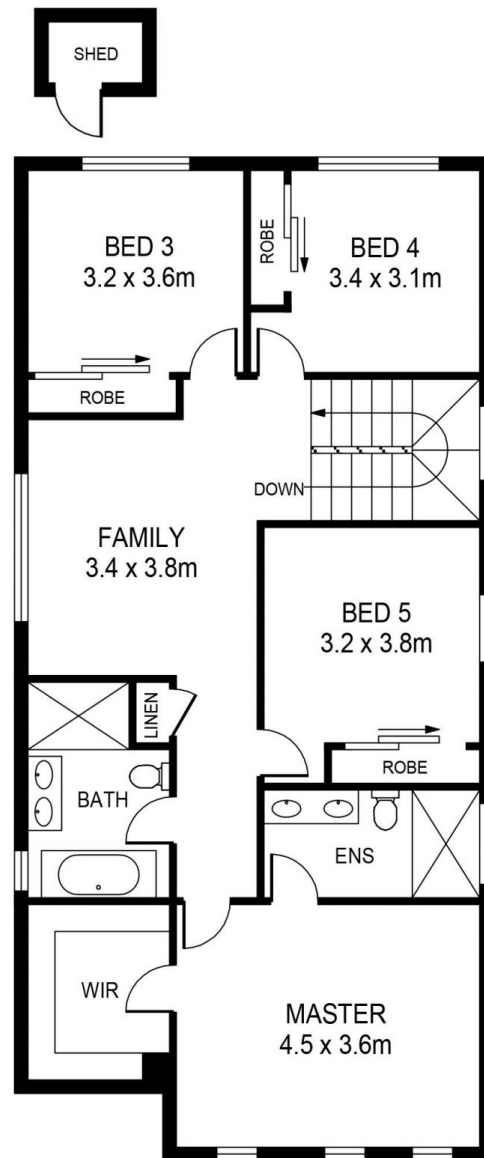 SHED
BED 3
3.2 x 3.6m
ROBE
ROBE
BED 4
3.4 x 3.1m
DOWN
FAMILY
3.4 x 3.8m
BED 5
3.2 x 3.8m
ROBE
LINEN
BATH
ENS
WIR
MASTER
4.5 x 3.6m